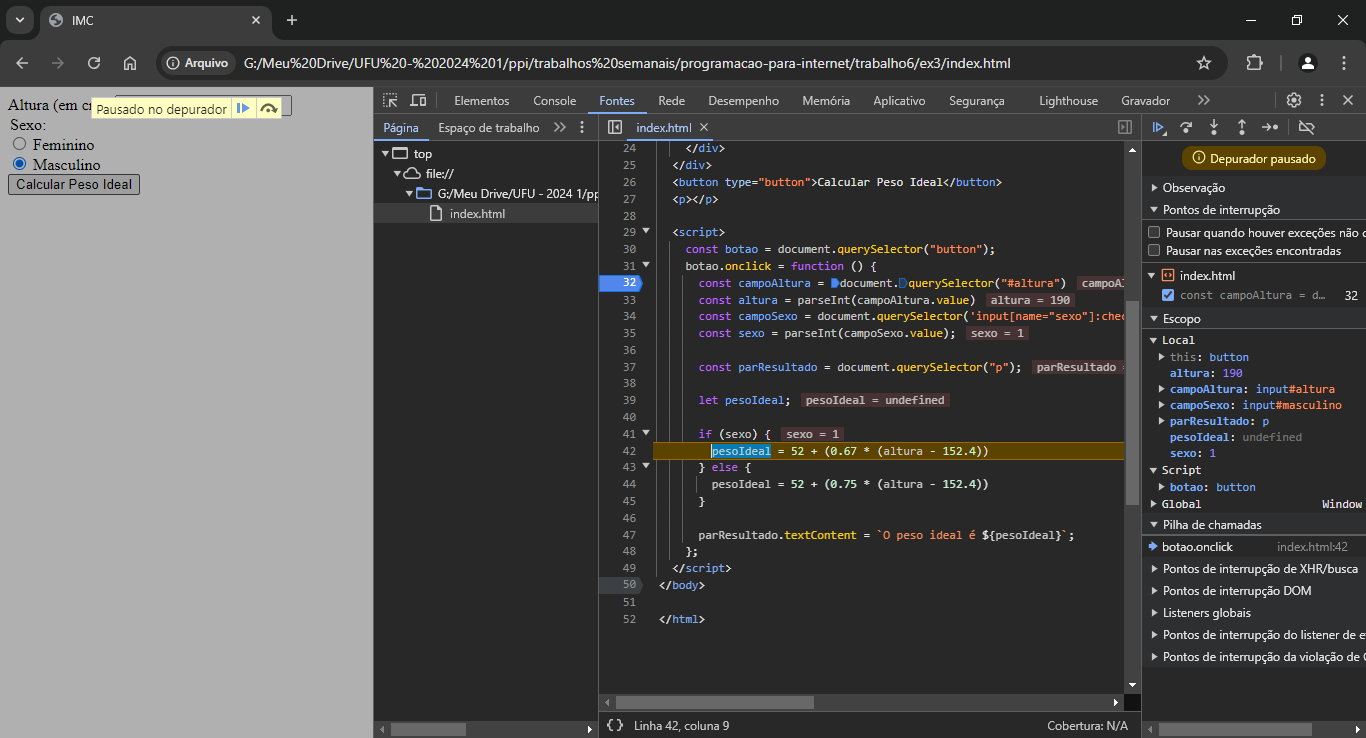 IMC
Arquivo
G:/Meu%20Drive/UFU%20-%202024%201/ppi/trabalhos%20semanais/programacao-para-internet/trabalho6/ex3/index.html
Altura (em cr
Pausado no depurador
Sexo:
Feminino
Masculino
Calcular Peso Ideal
Elementos
Console
Fontes
Rede
Desempenho
Memória
Aplicativo
Segurança
Lighthouse
Gravador
Página
Espaço de trabalho
top
file://
G:/Meu Drive/UFU - 2024 1/pp
index.html
index.html
24 </div>
25 </div>
26 <button type="button">Calcular Peso Ideal</button>
27 <p></p>
28
29 <script>
30 const botao = document.querySelector("button");
31 botao.onclick = function () {
32 const campoAltura = document.querySelector("#altura") campoAl
33 const altura = parseInt(campoAltura.value) altura = 190
34 const campoSexo = document.querySelector('input[name="sexo"]:chec
35 const sexo = parseInt(campoSexo.value); sexo = 1
36
37 const parResultado = document.querySelector("p"); parResultado =
38
39 let pesoIdeal; pesoIdeal = undefined
40
41 if (sexo) { sexo = 1
42 pesoIdeal = 52 + (0.67 * (altura - 152.4))
43 } else {
44 pesoIdeal = 52 + (0.75 * (altura - 152.4))
45 }
46
47 parResultado.textContent = `O peso ideal é ${pesoIdeal}`;
48 };
49 </script>
50 </body>
51
52 </html>
{} Linha 42, coluna 9
Cobertura: N/A
Depurador pausado
Observação
Pontos de interrupção
Pausar quando houver exceções não c
Pausar nas exceções encontradas
index.html
const campoAltura = d… 32
Escopo
Local
this: button
altura: 190
campoAltura: input#altura
campoSexo: input#masculino
parResultado: p
pesoIdeal: undefined
sexo: 1
Script
botao: button
Global Window
Pilha de chamadas
botao.onclick index.html:42
Pontos de interrupção de XHR/busca
Pontos de interrupção DOM
Listeners globais
Pontos de interrupção do listener de e
Pontos de interrupção da violação de C